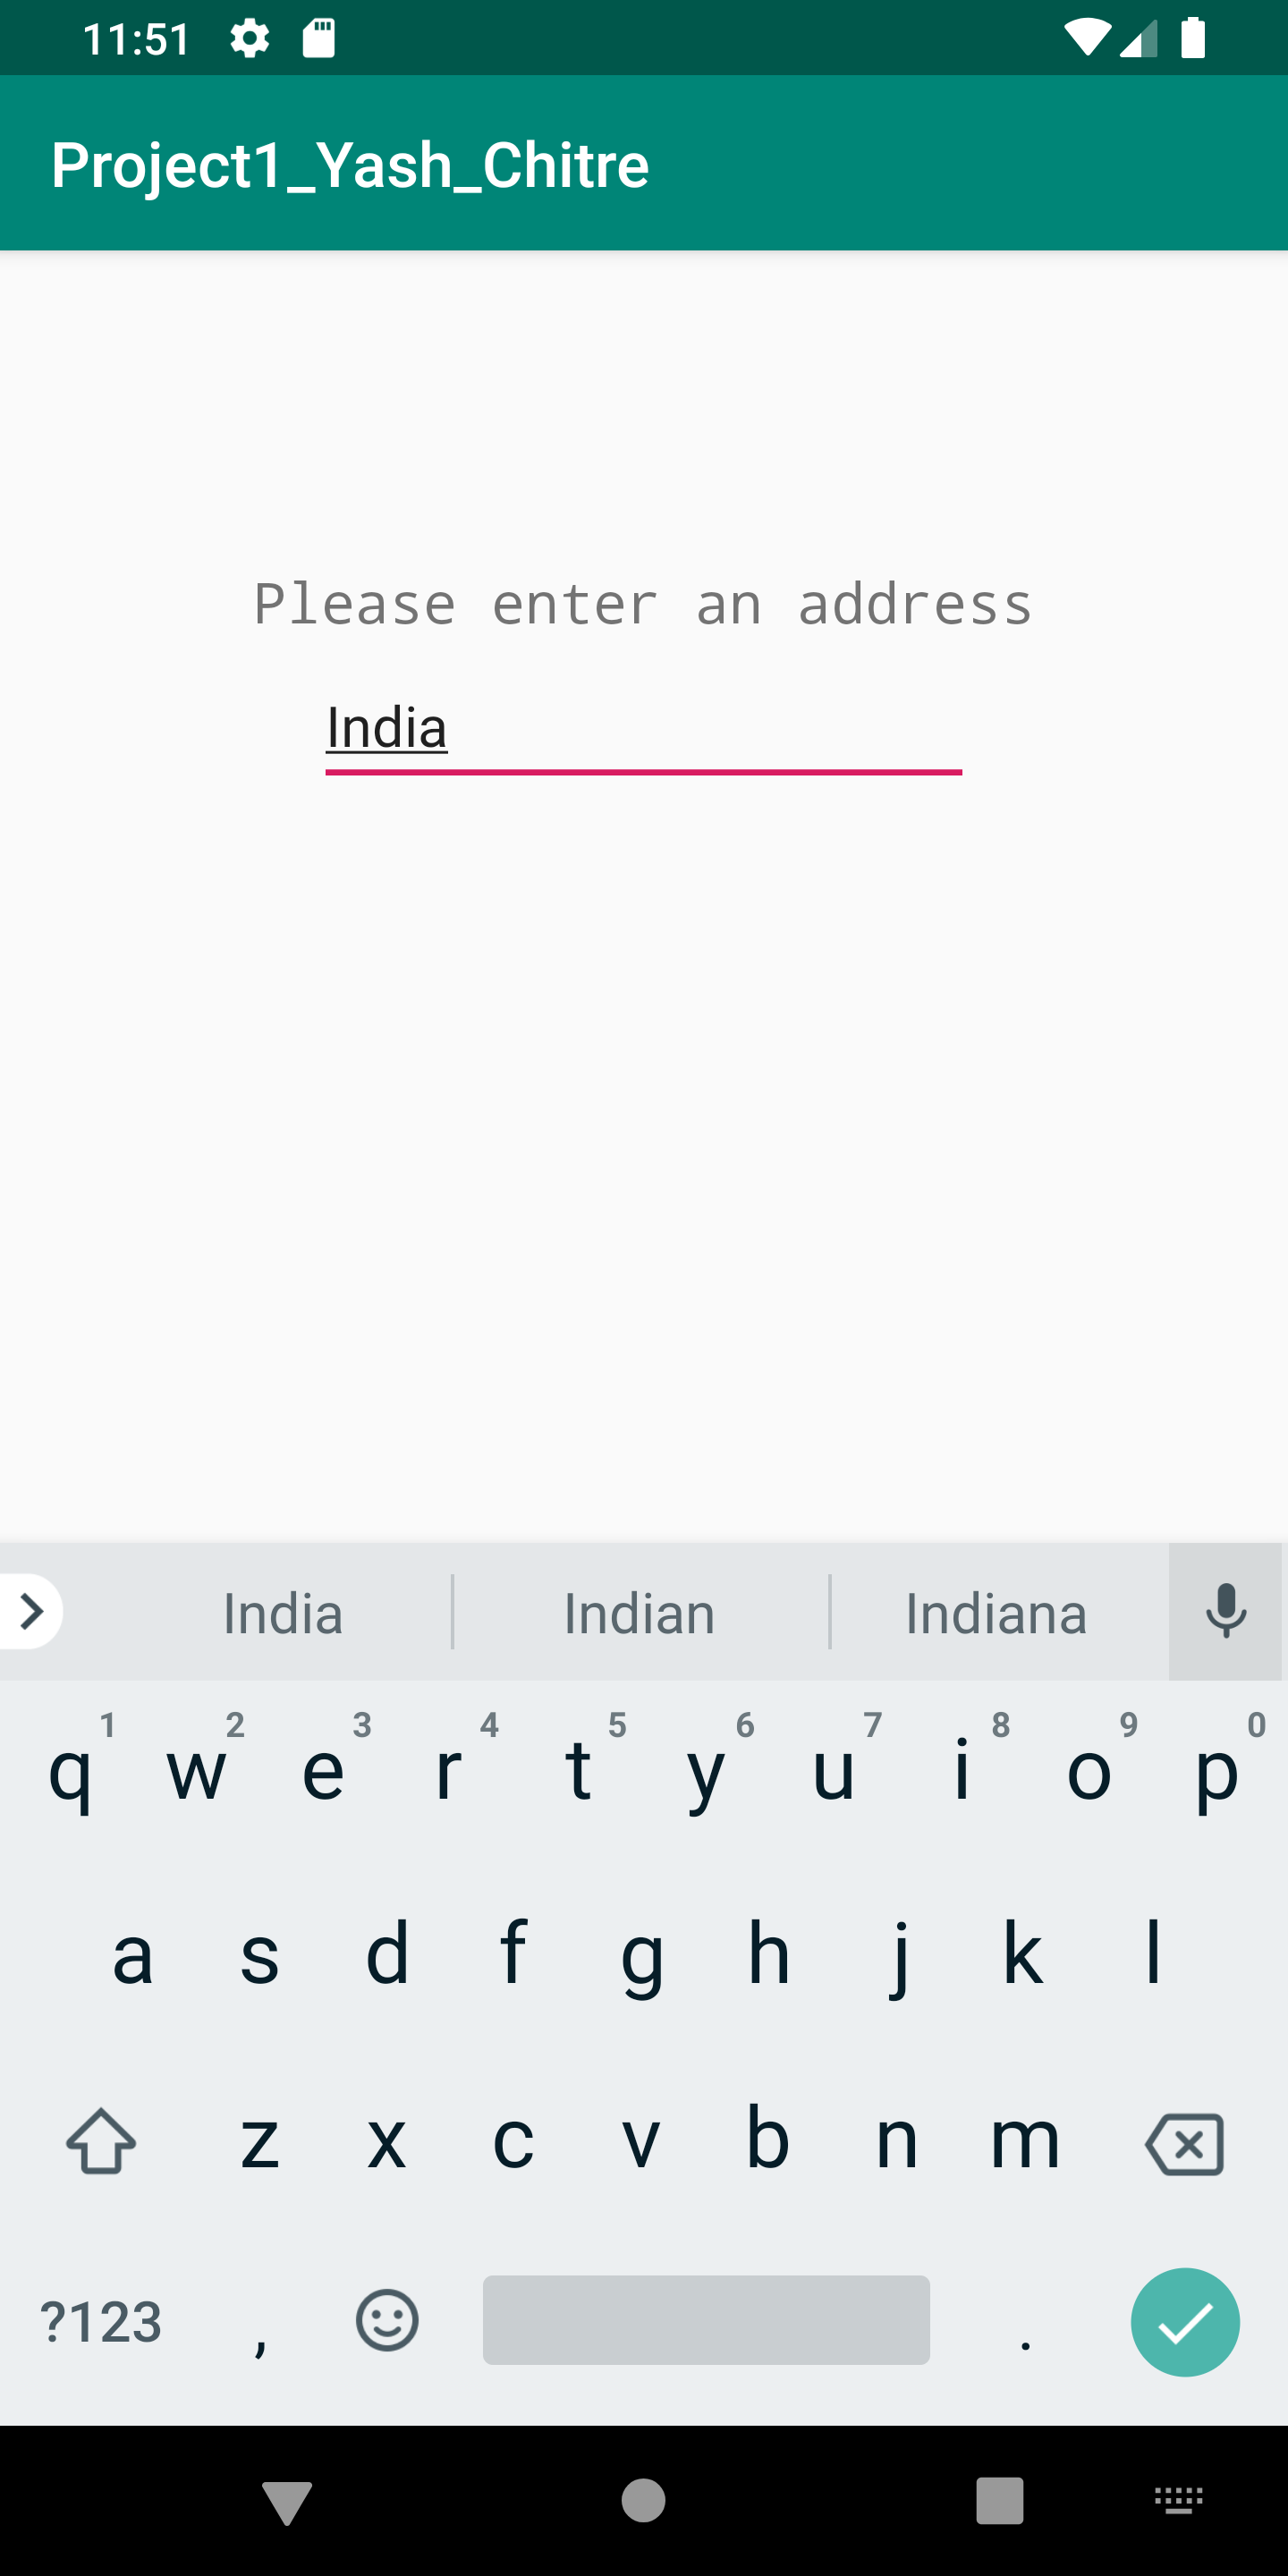 11:51
Project1_Yash_Chitre
Please enter an address
India
India Indian Indiana
1 2 3 4 5 6 7 8 9 0
q w e r t y u i o p
a s d f g h j k l
z x c v b n m
?123 , .